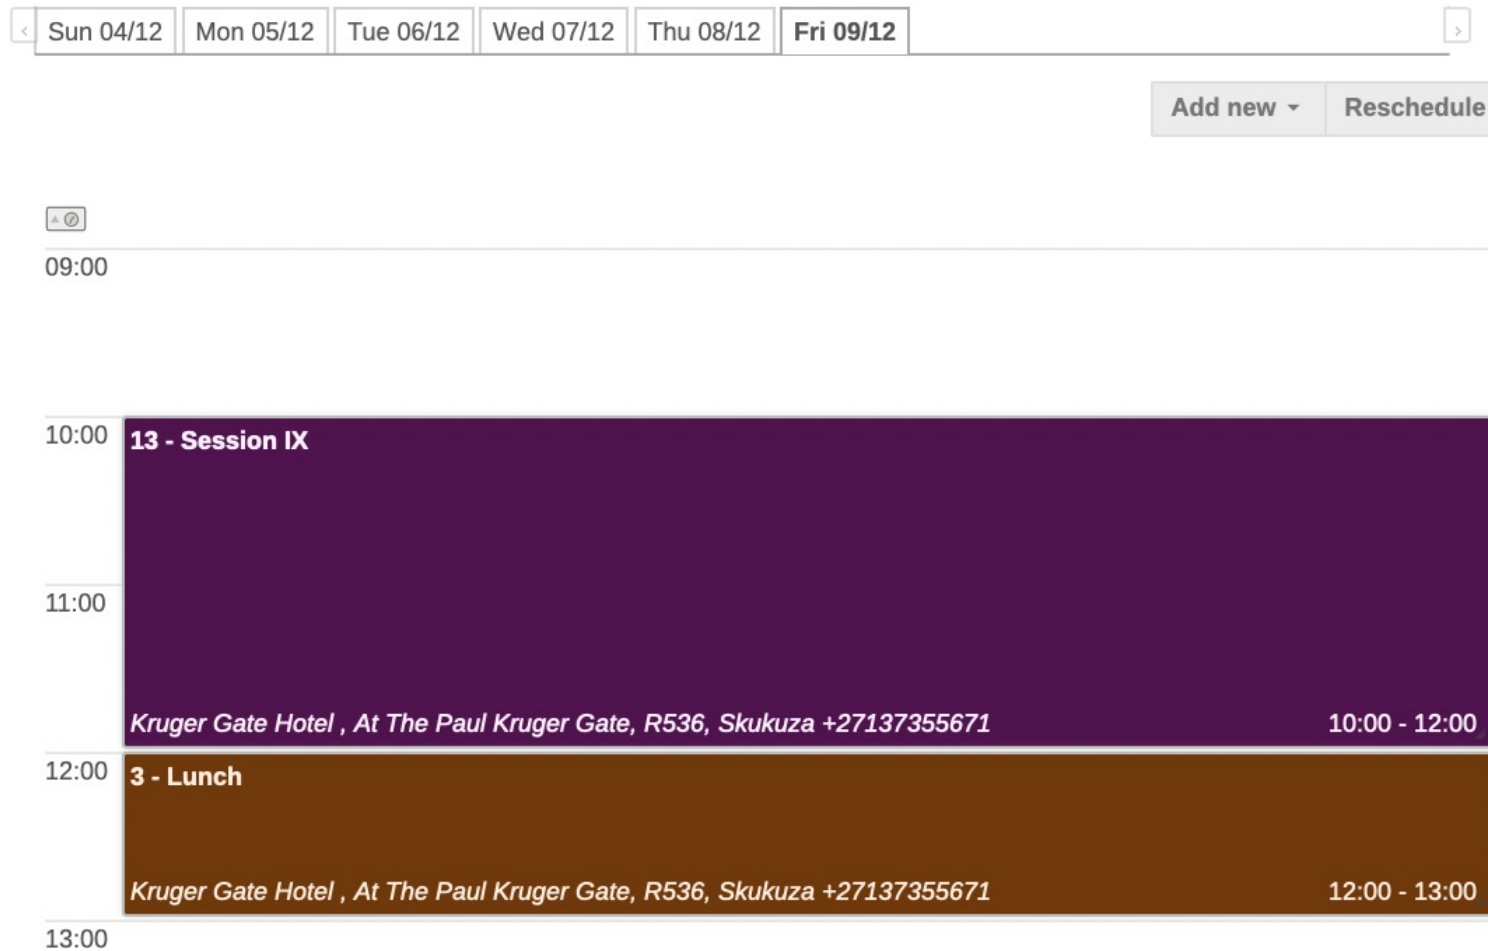 ‹ Sun 04/12 Mon 05/12 Tue 06/12 Wed 07/12 Thu 08/12 Fri 09/12 ›
Add new Reschedule
09:00
10:00 13 - Session IX
11:00
Kruger Gate Hotel , At The Paul Kruger Gate, R536, Skukuza +27137355671 10:00 - 12:00
12:00 3 - Lunch
Kruger Gate Hotel , At The Paul Kruger Gate, R536, Skukuza +27137355671 12:00 - 13:00
13:00